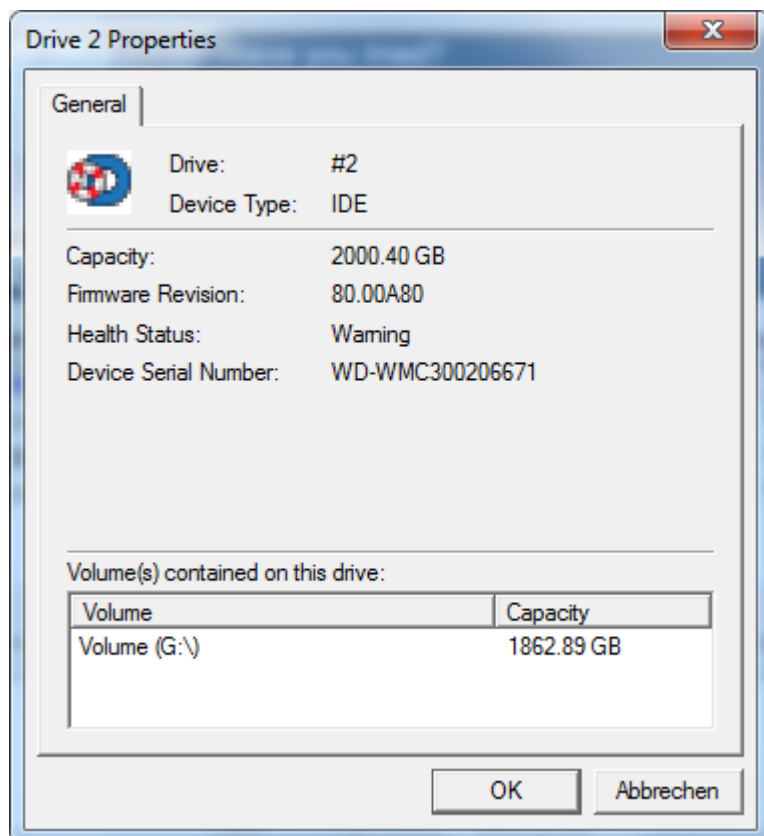 Drive 2 Properties
General
Drive: #2
Device Type: IDE
Capacity: 2000.40 GB
Firmware Revision: 80.00A80
Health Status: Warning
Device Serial Number: WD-WMC300206671
Volume(s) contained on this drive:
Volume Capacity
Volume (G:\) 1862.89 GB
OK Abbrechen